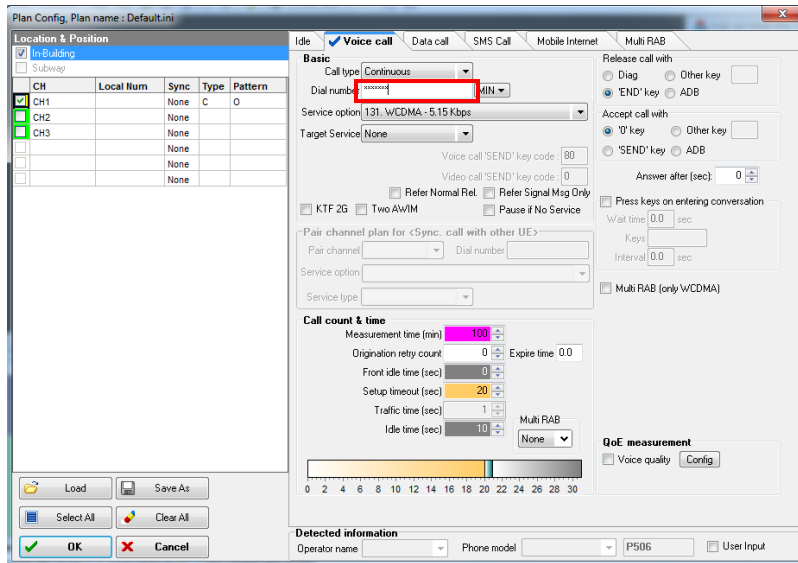 Plan Config, Plan name : Default.ini
Location & Position
In-Building
Subway
CH Local Num Sync Type Pattern
CH1 None C O
CH2 None
CH3 None
None
None
None
Load Save As
Select All Clear All
OK Cancel
Idle Voice call Data call SMS Call Mobile Internet Multi RAB
Basic
Call type Continuous
Dial number ******* MIN
Service option 131. WCDMA - 5.15 Kbps
Target Service None
Voice call 'SEND' key code : 80
Video call 'SEND' key code : 0
Refer Normal Rel. Refer Signal Msg Only
KTF 2G Two AWIM Pause if No Service
Pair channel plan for <Sync. call with other UE>
Pair channel Dial number
Service option
Service type
Call count & time
Measurement time (min) 100
Origination retry count 0 Expire time 0.0
Front idle time (sec) 0
Setup timeout (sec) 20
Traffic time (sec) 1
Idle time (sec) 10
Multi RAB
None
0 2 4 6 8 10 12 14 16 18 20 22 24 26 28 30
Release call with
Diag Other key
'END' key ADB
Accept call with
'0' key Other key
'SEND' key ADB
Answer after (sec): 0
Press keys on entering conversation
Wait time 0.0 sec
Keys
Interval 0.0 sec
Multi RAB (only WCDMA)
QoE measurement
Voice quality Config
Detected information
Operator name Phone model P506 User Input